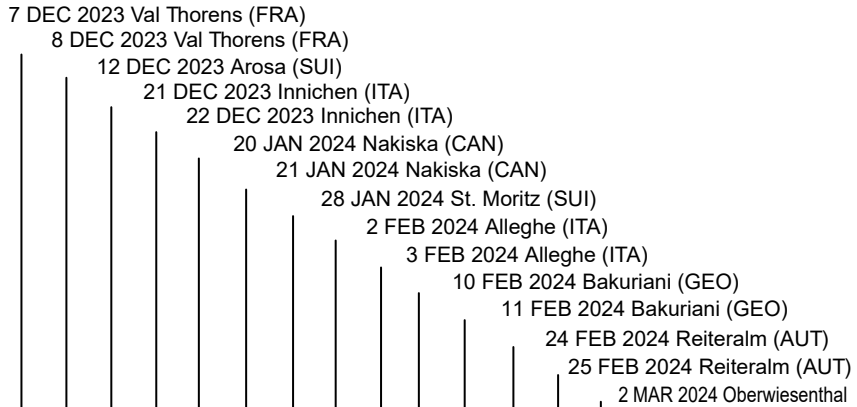 7 DEC 2023 Val Thorens (FRA)
8 DEC 2023 Val Thorens (FRA)
12 DEC 2023 Arosa (SUI)
21 DEC 2023 Innichen (ITA)
22 DEC 2023 Innichen (ITA)
20 JAN 2024 Nakiska (CAN)
21 JAN 2024 Nakiska (CAN)
28 JAN 2024 St. Moritz (SUI)
2 FEB 2024 Alleghe (ITA)
3 FEB 2024 Alleghe (ITA)
10 FEB 2024 Bakuriani (GEO)
11 FEB 2024 Bakuriani (GEO)
24 FEB 2024 Reiteralm (AUT)
25 FEB 2024 Reiteralm (AUT)
2 MAR 2024 Oberwiesenthal